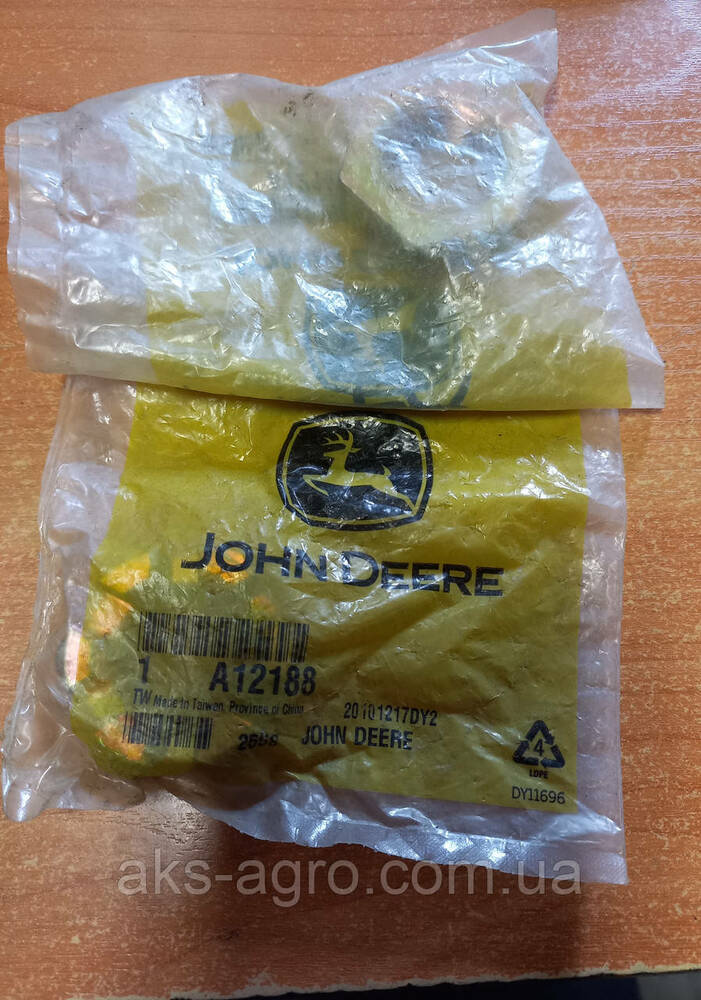 JOHN DEERE
1 A12188
TW Made In Taiwan, Province of China
20101217DY2
JOHN DEERE
4
LDPE
DY11696
aks-agro.com.ua